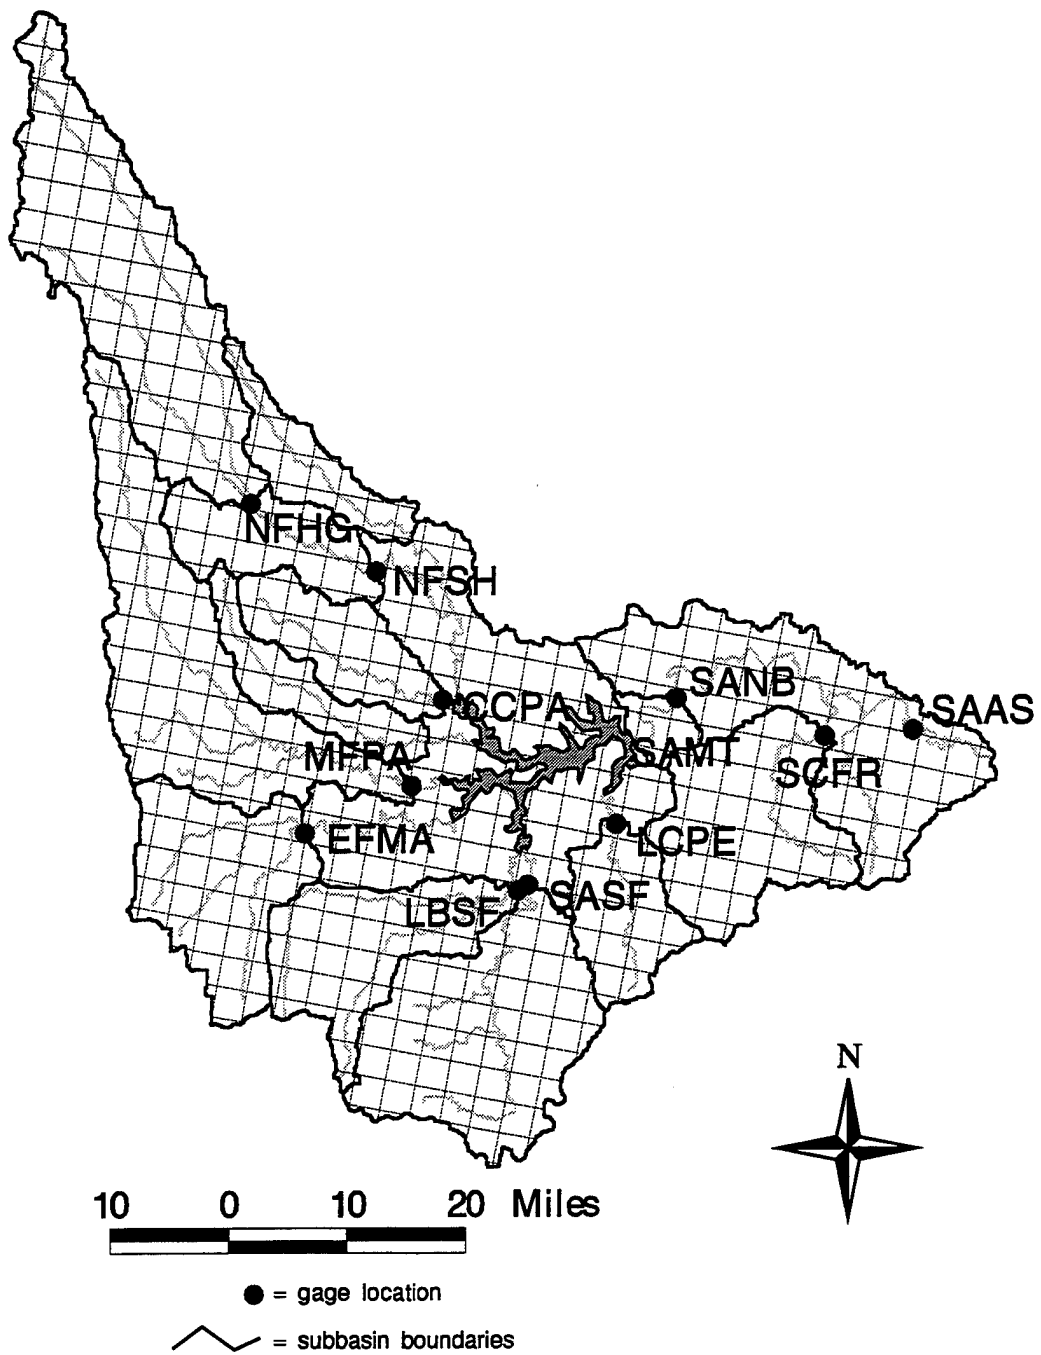 NFHG
NFSH
SANB
CCPA
SAAS
SAMT
MFRA
SCFR
EFMA
LCPE
SASF
LBSF
N
10 0 10 20 Miles
= gage location
= subbasin boundaries